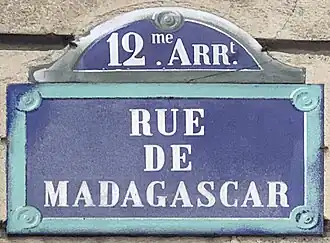 12me. ARRt.
RUE
DE
MADAGASCAR